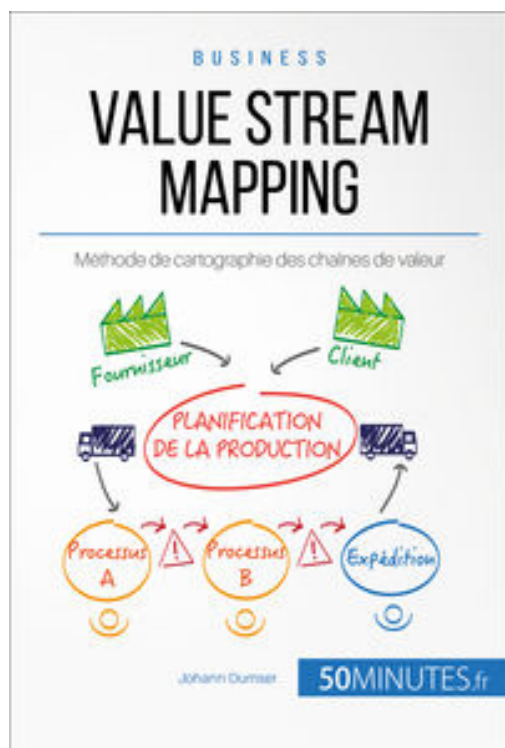 BUSINESS
VALUE STREAM
MAPPING
Méthode de cartographie des chaînes de valeur
Fournisseur
Client
PLANIFICATION
DE LA PRODUCTION
Processus
A
!
Processus
B
!
Expédition
Johann Dumser
50MINUTES.fr